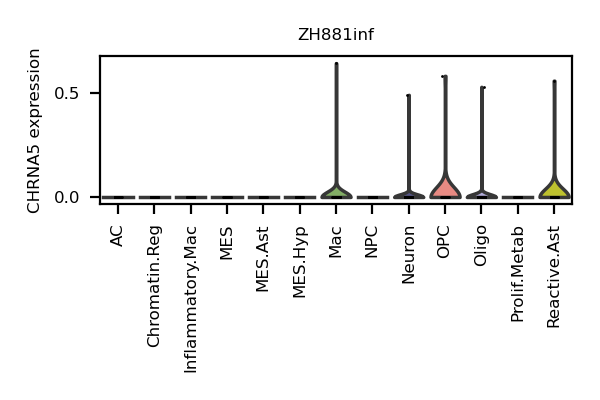 ZH881inf
CHRNA5 expression
0.5
0.0
AC
Chromatin.Reg
Inflammatory.Mac
MES
MES.Ast
MES.Hyp
Mac
NPC
Neuron
OPC
Oligo
Prolif.Metab
Reactive.Ast